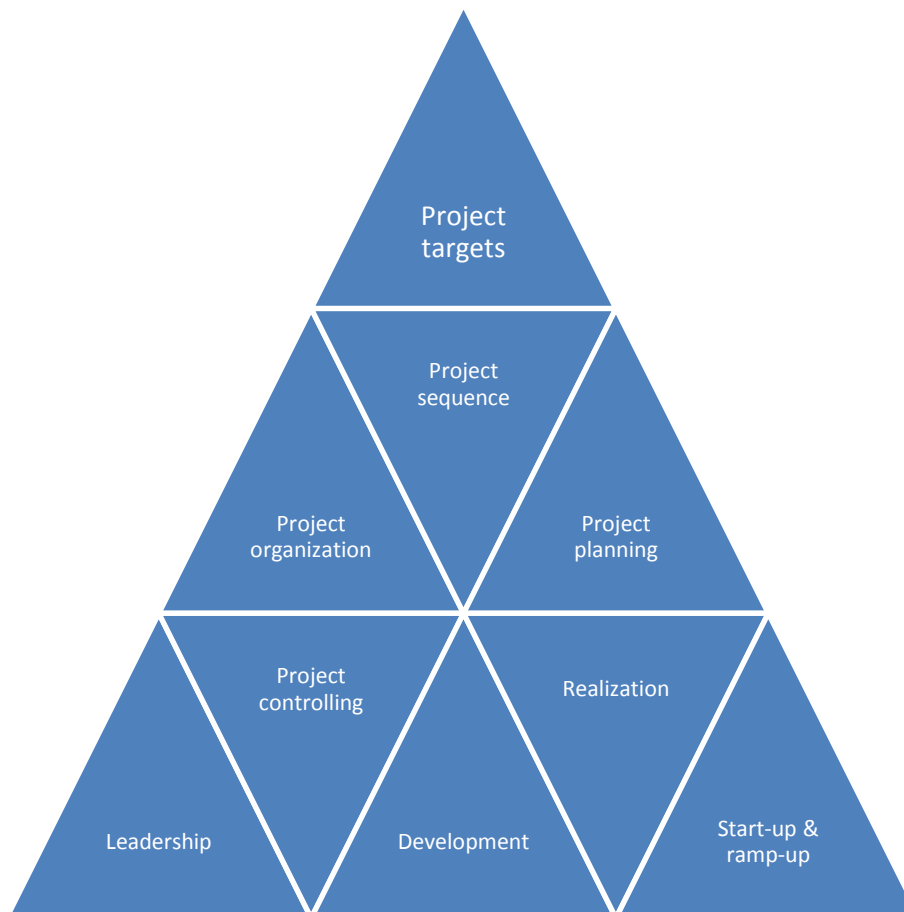 Project
targets
Project
sequence
Project
organization
Project
planning
Project
controlling
Realization
Leadership
Development
Start-up &
ramp-up